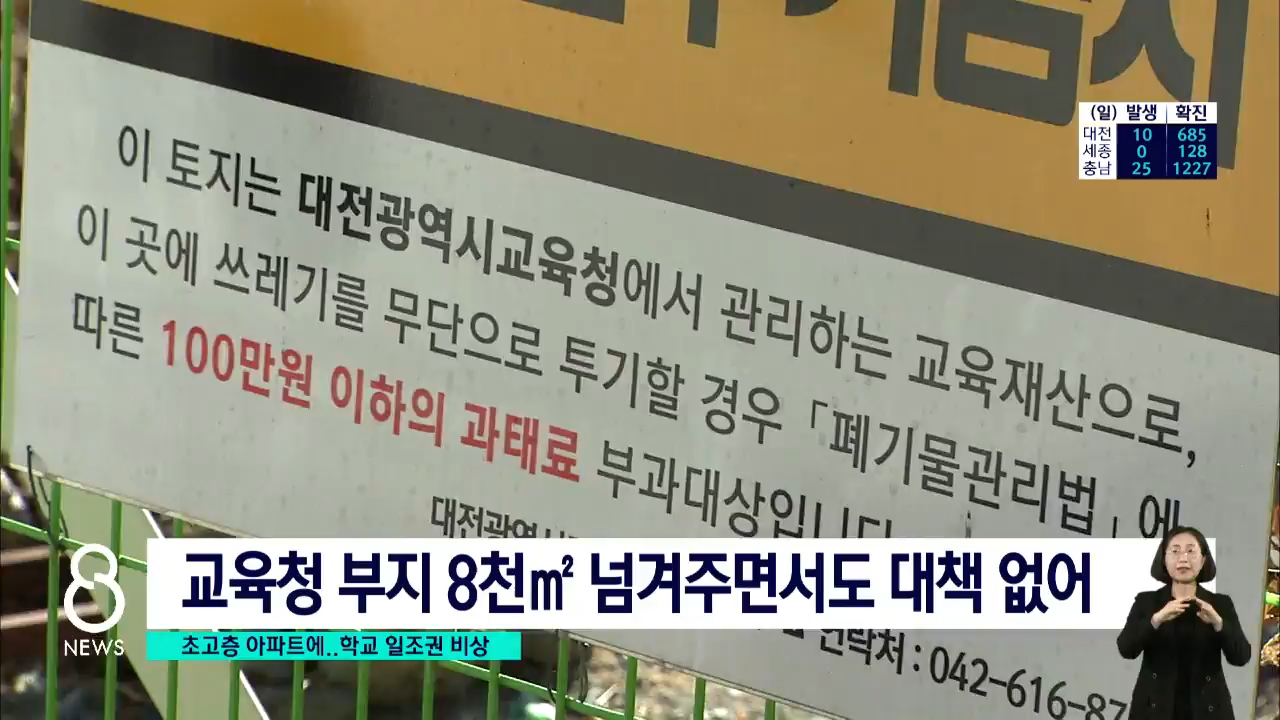 (일) 발생 확진
대전 10 685
세종 0 128
충남 25 1227
이 토지는 대전광역시교육청에서 관리하는 교육재산으로,
이 곳에 쓰레기를 무단으로 투기할 경우 「폐기물관리법」에
따른 100만원 이하의 과태료 부과대상입니다.
교육청 부지 8천㎡ 넘겨주면서도 대책 없어
8
NEWS
초고층 아파트에..학교 일조권 비상
연락처 : 042-616-87